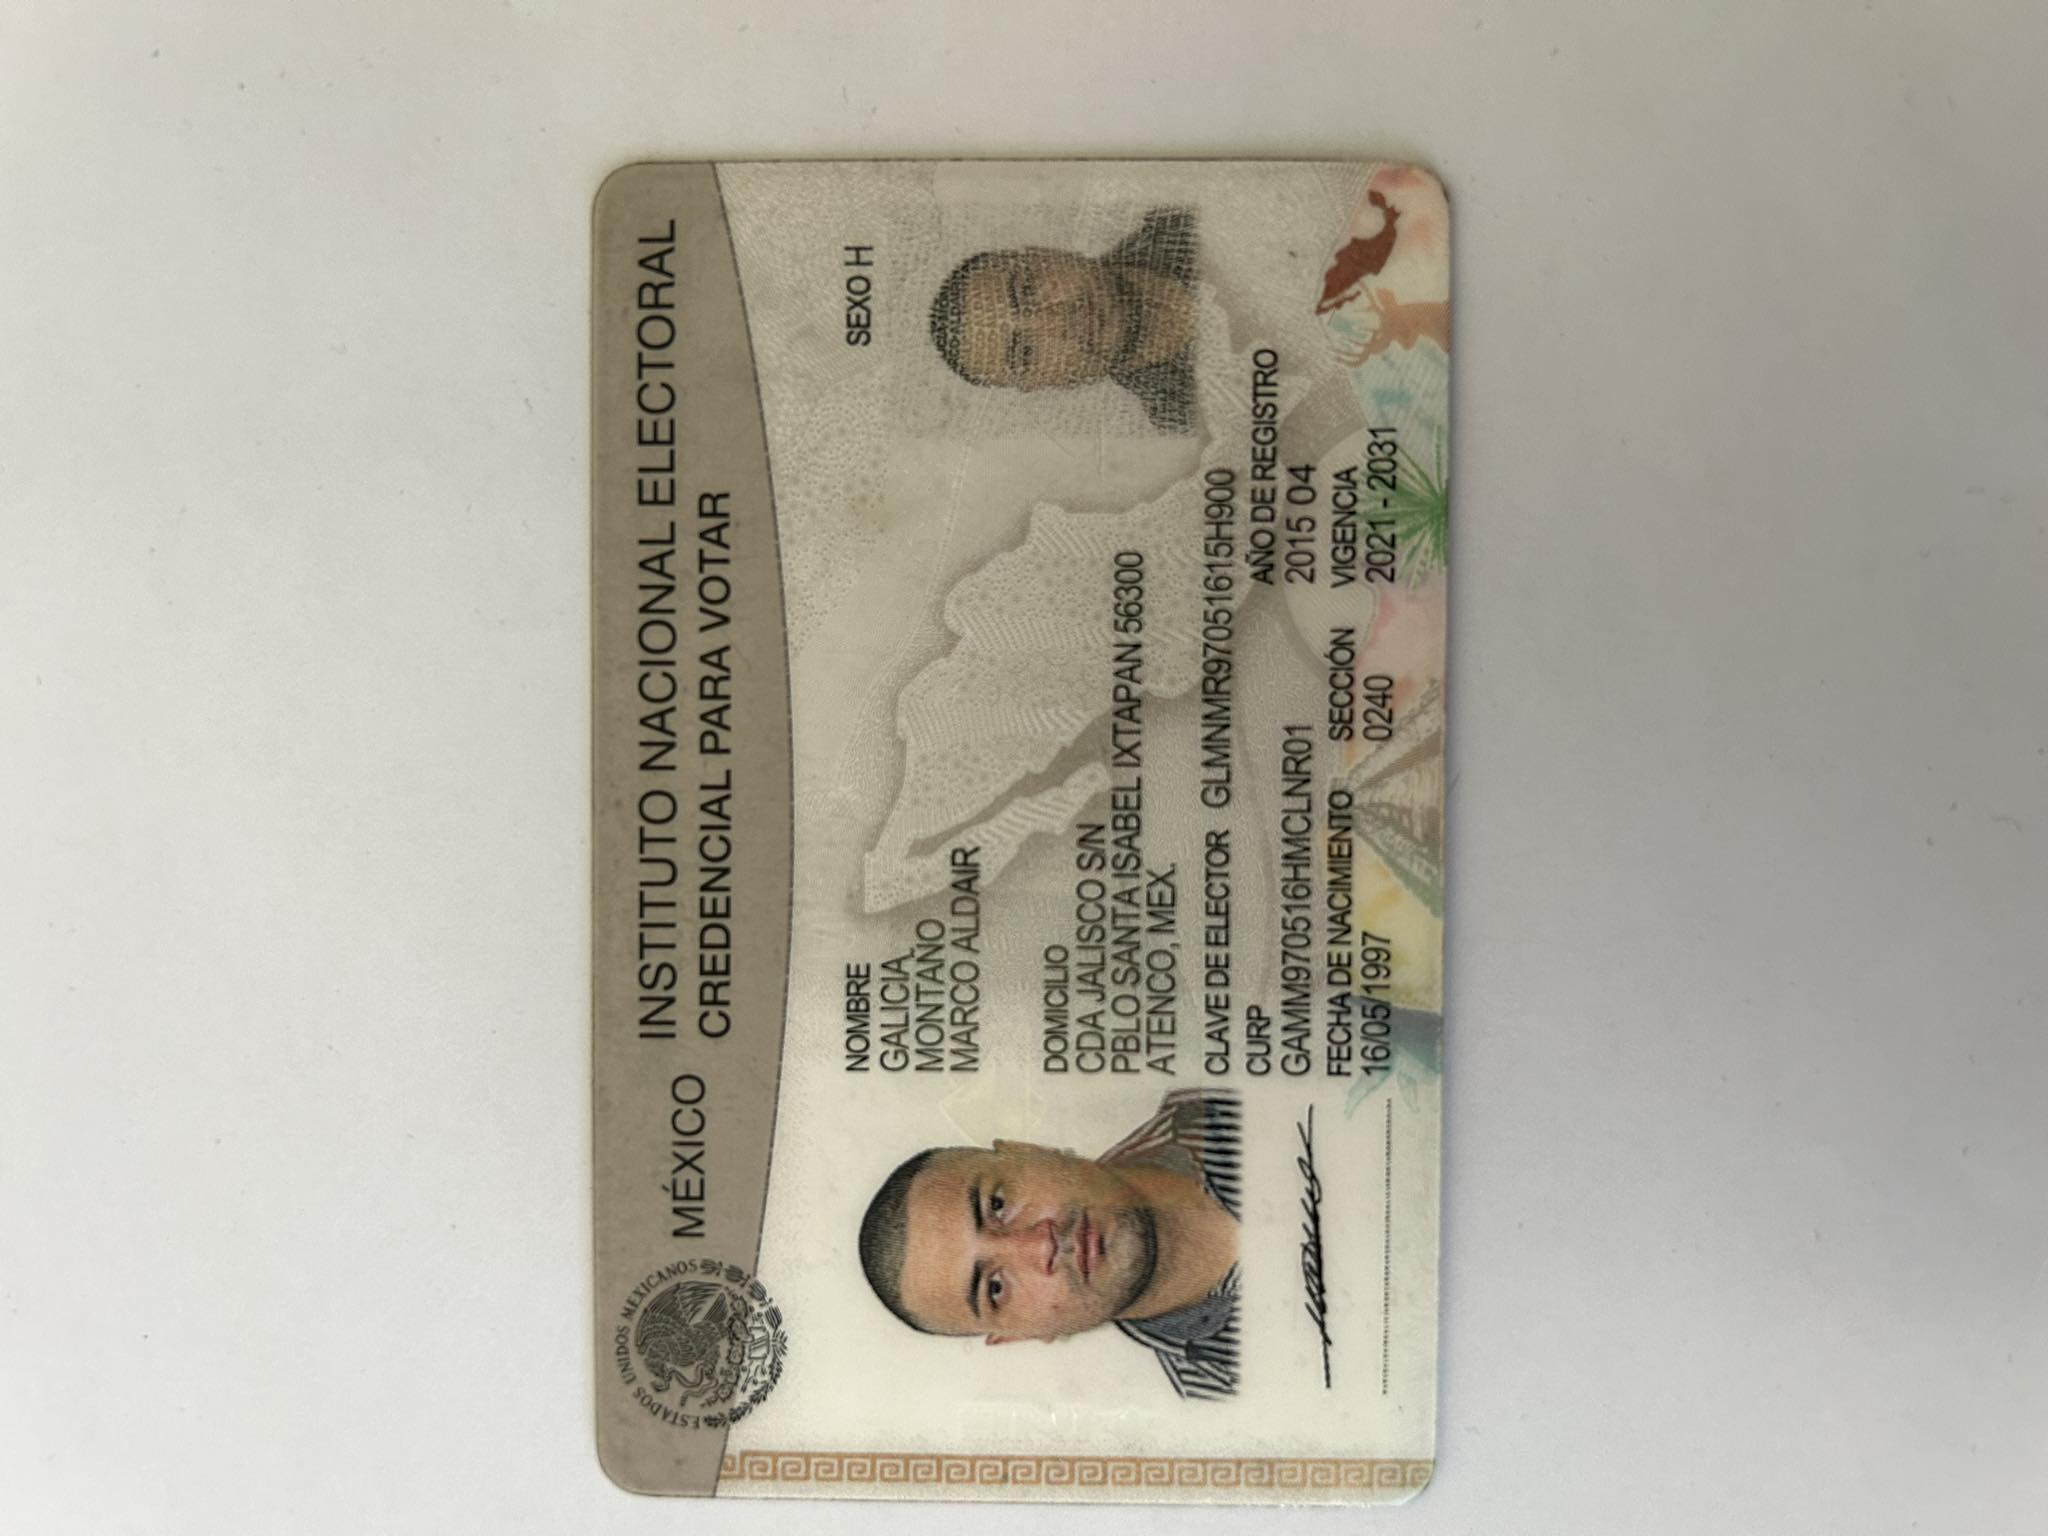 ESTADOS UNIDOS MEXICANOS
MÉXICO
INSTITUTO NACIONAL ELECTORAL
CREDENCIAL PARA VOTAR
NOMBRE
GALICIA
MONTAÑO
MARCO ALDAIR
SEXO H
DOMICILIO
CDA JALISCO S/N
PBLO SANTA ISABEL IXTAPAN 56300
ATENCO, MEX.
CLAVE DE ELECTOR GLMNMR97051615H900
CURP
GAMM970516HMCLNR01
AÑO DE REGISTRO
2015 04
FECHA DE NACIMIENTO
16/05/1997
SECCIÓN
0240
VIGENCIA
2021 - 2031